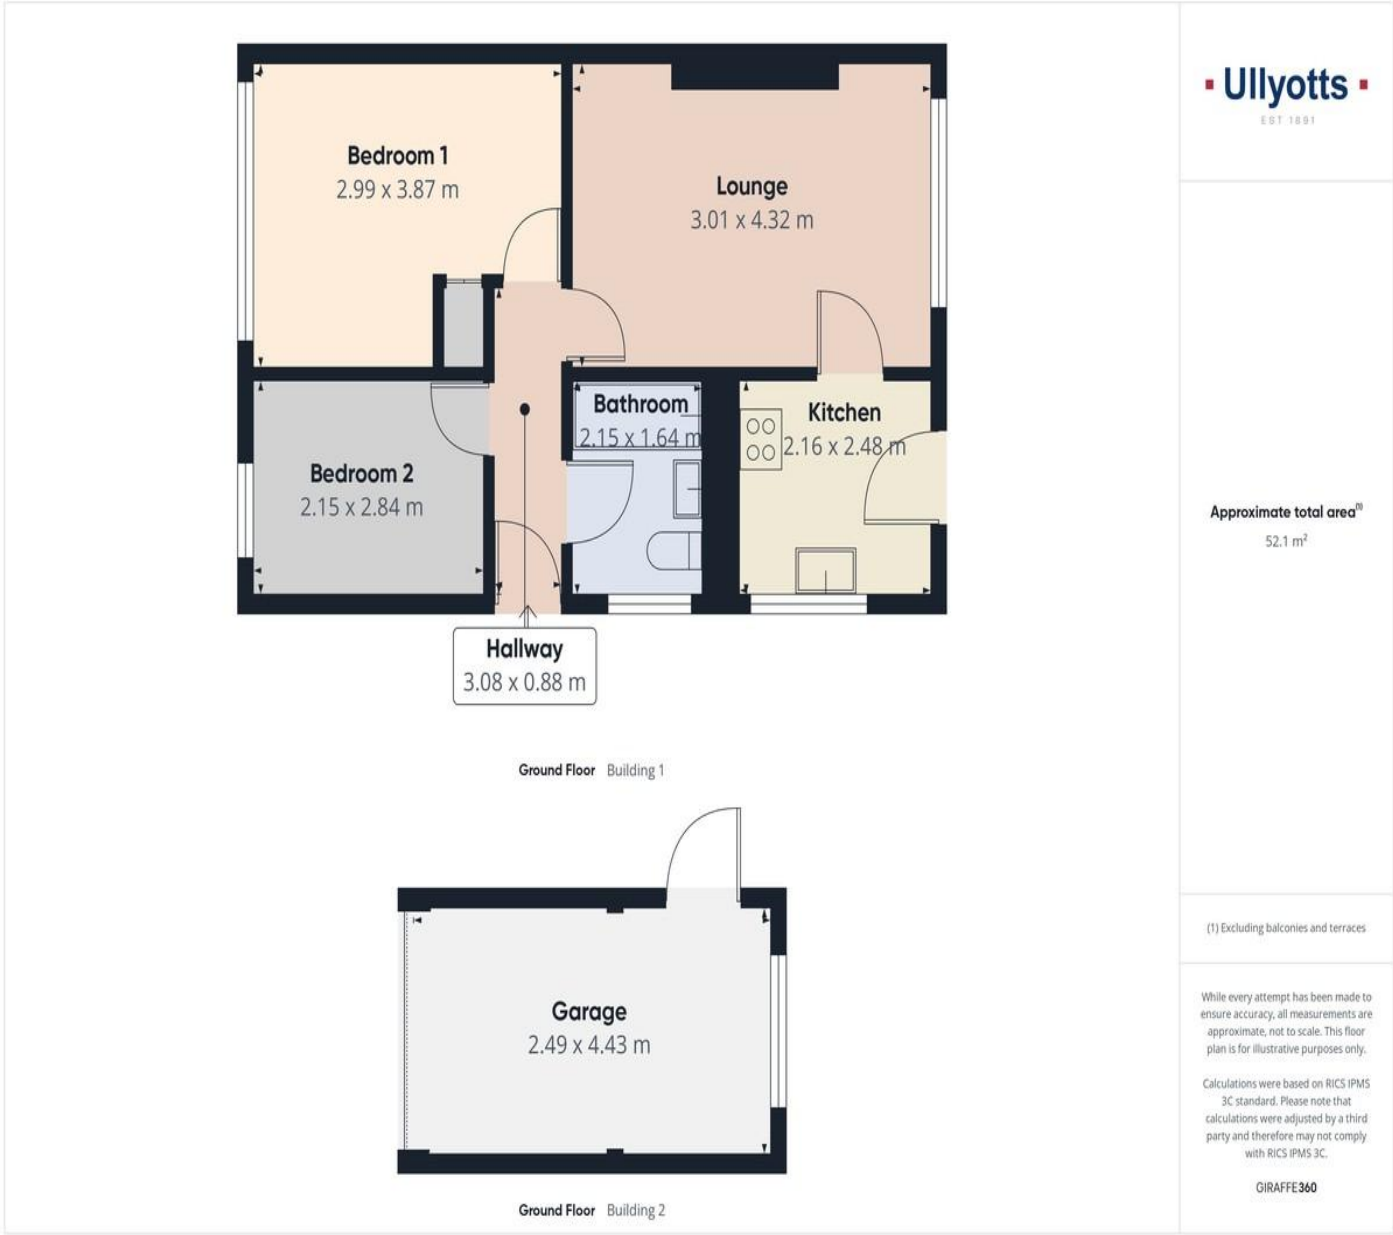 Bedroom 1
2.99 x 3.87 m
Lounge
3.01 x 4.32 m
Bathroom
2.15 x 1.64 m
Kitchen
2.16 x 2.48 m
Bedroom 2
2.15 x 2.84 m
Hallway
3.08 x 0.88 m
Ground Floor Building 1
Garage
2.49 x 4.43 m
Ground Floor Building 2
Ullyotts
EST 1891
Approximate total area(1)
52.1 m²
(1) Excluding balconies and terraces
While every attempt has been made to
ensure accuracy, all measurements are
approximate, not to scale. This floor
plan is for illustrative purposes only.
Calculations were based on RICS IPMS
3C standard. Please note that
calculations were adjusted by a third
party and therefore may not comply
with RICS IPMS 3C.
GIRAFFE360